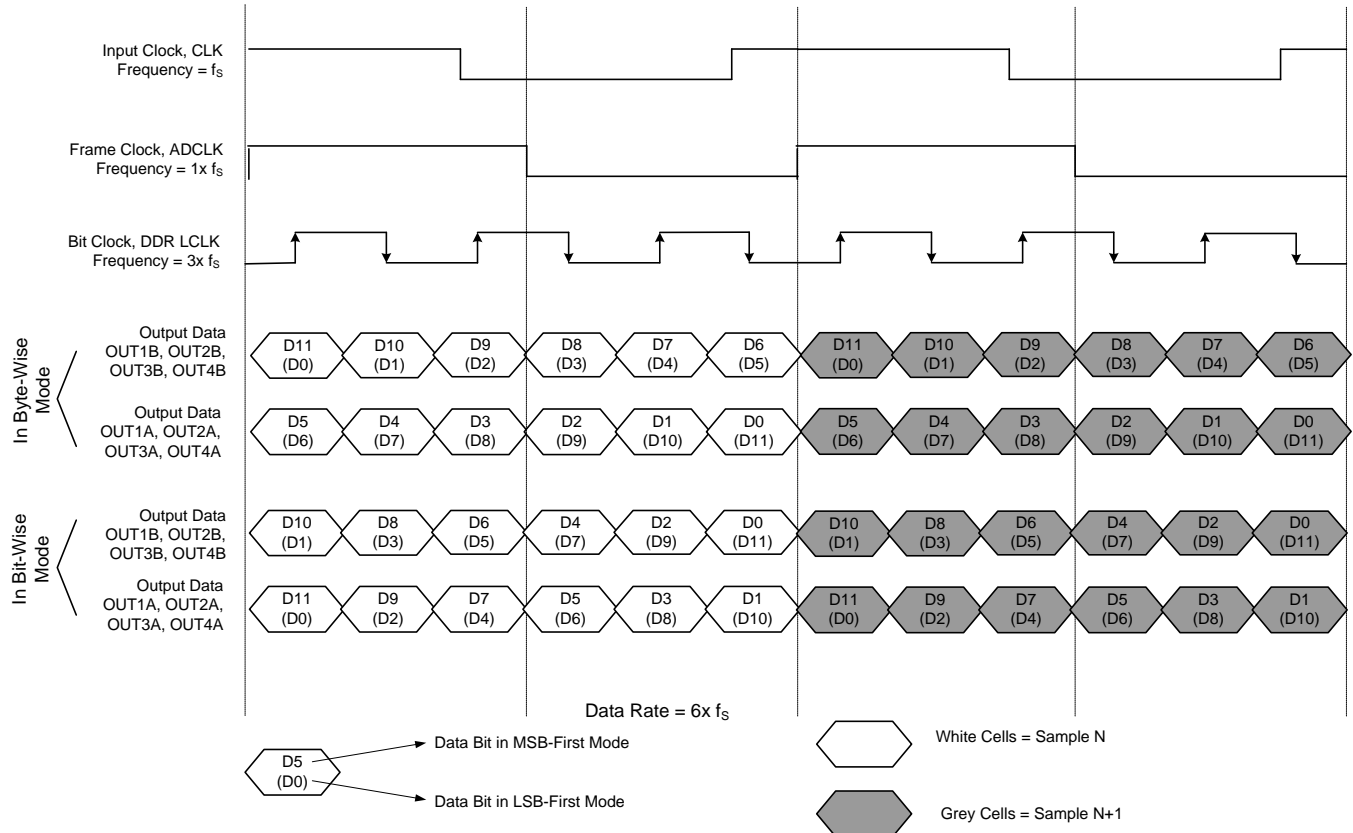 Input Clock, CLK
Frequency = fS
Frame Clock, ADCLK
Frequency = 1x fS
Bit Clock, DDR LCLK
Frequency = 3x fS
In Byte-Wise
Mode
Output Data
OUT1B, OUT2B,
OUT3B, OUT4B
D11 D10 D9 D8 D7 D6 D11 D10 D9 D8 D7 D6
(D0) (D1) (D2) (D3) (D4) (D5) (D0) (D1) (D2) (D3) (D4) (D5)
Output Data
OUT1A, OUT2A,
OUT3A, OUT4A
D5 D4 D3 D2 D1 D0 D5 D4 D3 D2 D1 D0
(D6) (D7) (D8) (D9) (D10) (D11) (D6) (D7) (D8) (D9) (D10) (D11)
In Bit-Wise
Mode
Output Data
OUT1B, OUT2B,
OUT3B, OUT4B
D10 D8 D6 D4 D2 D0 D10 D8 D6 D4 D2 D0
(D1) (D3) (D5) (D7) (D9) (D11) (D1) (D3) (D5) (D7) (D9) (D11)
Output Data
OUT1A, OUT2A,
OUT3A, OUT4A
D11 D9 D7 D5 D3 D1 D11 D9 D7 D5 D3 D1
(D0) (D2) (D4) (D6) (D8) (D10) (D0) (D2) (D4) (D6) (D8) (D10)
Data Rate = 6x fS
D5
(D0)
Data Bit in MSB-First Mode
Data Bit in LSB-First Mode
White Cells = Sample N
Grey Cells = Sample N+1